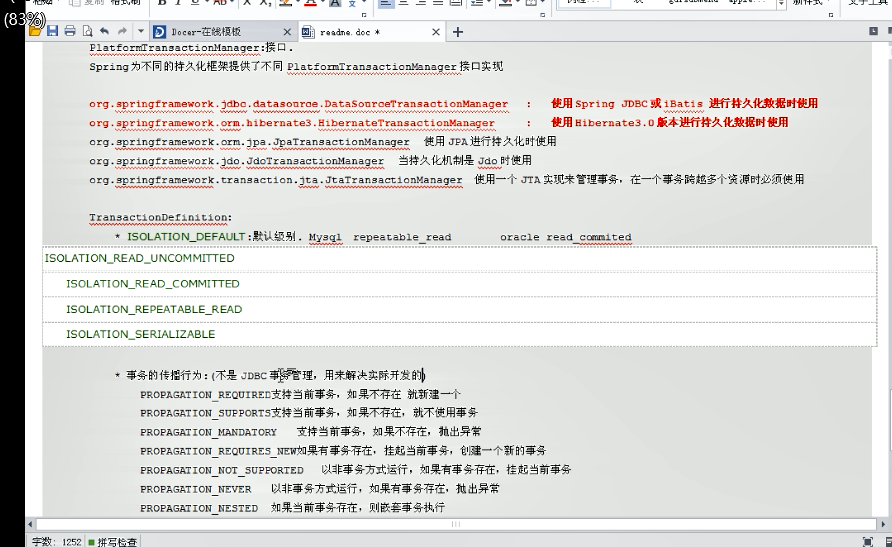 (83%)
Docer-在线模板
readme.doc *
PlatformTransactionManager:接口.
Spring为不同的持久化框架提供了不同 PlatformTransactionManager接口实现
org.springframework.jdbc.datasource.DataSourceTransactionManager : 使用Spring JDBC或iBatis 进行持久化数据时使用
org.springframework.orm.hibernate3.HibernateTransactionManager : 使用Hibernate3.0版本进行持久化数据时使用
org.springframework.orm.jpa.JpaTransactionManager 使用JPA进行持久化时使用
org.springframework.jdo.JdoTransactionManager 当持久化机制是Jdo时使用
org.springframework.transaction.jta.JtaTransactionManager 使用一个JTA实现来管理事务，在一个事务跨越多个资源时必须使用
TransactionDefinition:
* ISOLATION_DEFAULT:默认级别. Mysql repeatable_read oracle read_commited
ISOLATION_READ_UNCOMMITTED
ISOLATION_READ_COMMITTED
ISOLATION_REPEATABLE_READ
ISOLATION_SERIALIZABLE
* 事务的传播行为:(不是JDBC事务管理，用来解决实际开发的)
PROPAGATION_REQUIRED支持当前事务，如果不存在 就新建一个
PROPAGATION_SUPPORTS支持当前事务，如果不存在，就不使用事务
PROPAGATION_MANDATORY 支持当前事务，如果不存在，抛出异常
PROPAGATION_REQUIRES_NEW如果有事务存在，挂起当前事务，创建一个新的事务
PROPAGATION_NOT_SUPPORTED 以非事务方式运行，如果有事务存在，挂起当前事务
PROPAGATION_NEVER 以非事务方式运行，如果有事务存在，抛出异常
PROPAGATION_NESTED 如果当前事务存在，则嵌套事务执行
字数: 1252 拼写检查